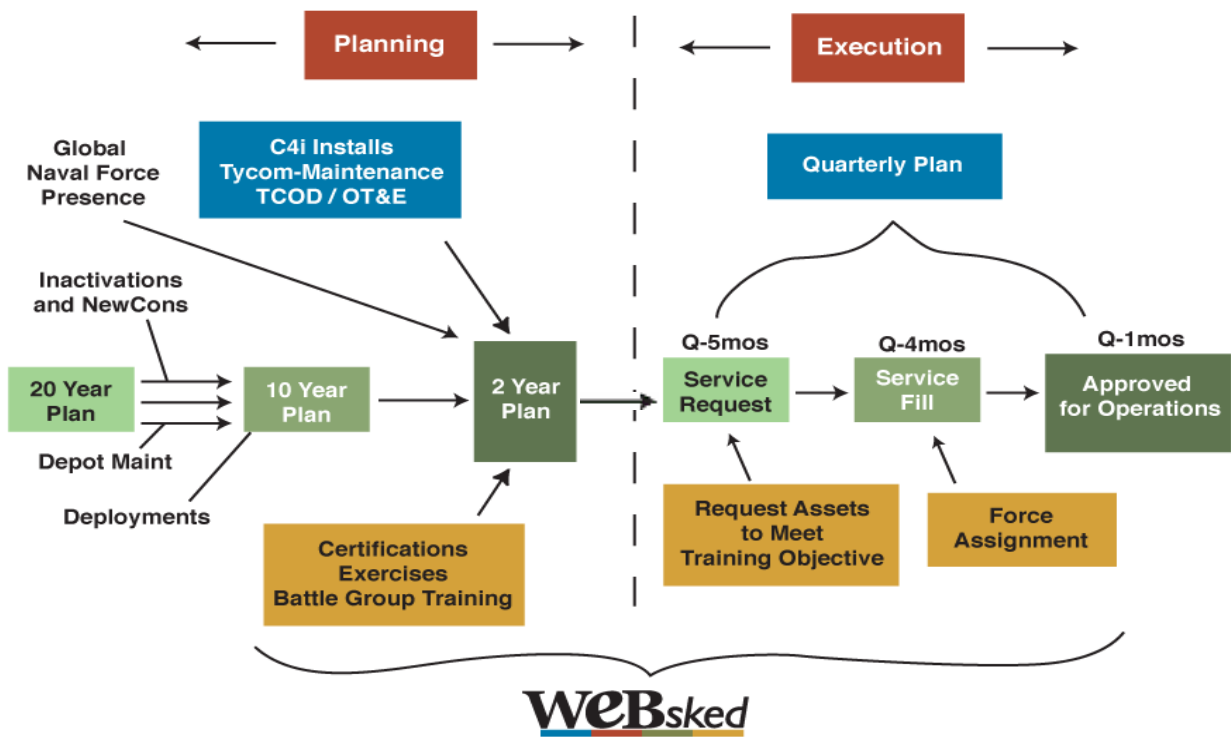 Planning
Execution
Global
Naval Force
Presence
C4i Installs
Tycom-Maintenance
TCOD / OT&E
Quarterly Plan
Inactivations
and NewCons
20 Year
Plan
10 Year
Plan
2 Year
Plan
Depot Maint
Deployments
Certifications
Exercises
Battle Group Training
Q-5mos
Service
Request
Q-4mos
Service
Fill
Q-1mos
Approved
for Operations
Request Assets
to Meet
Training Objective
Force
Assignment
WeBsked